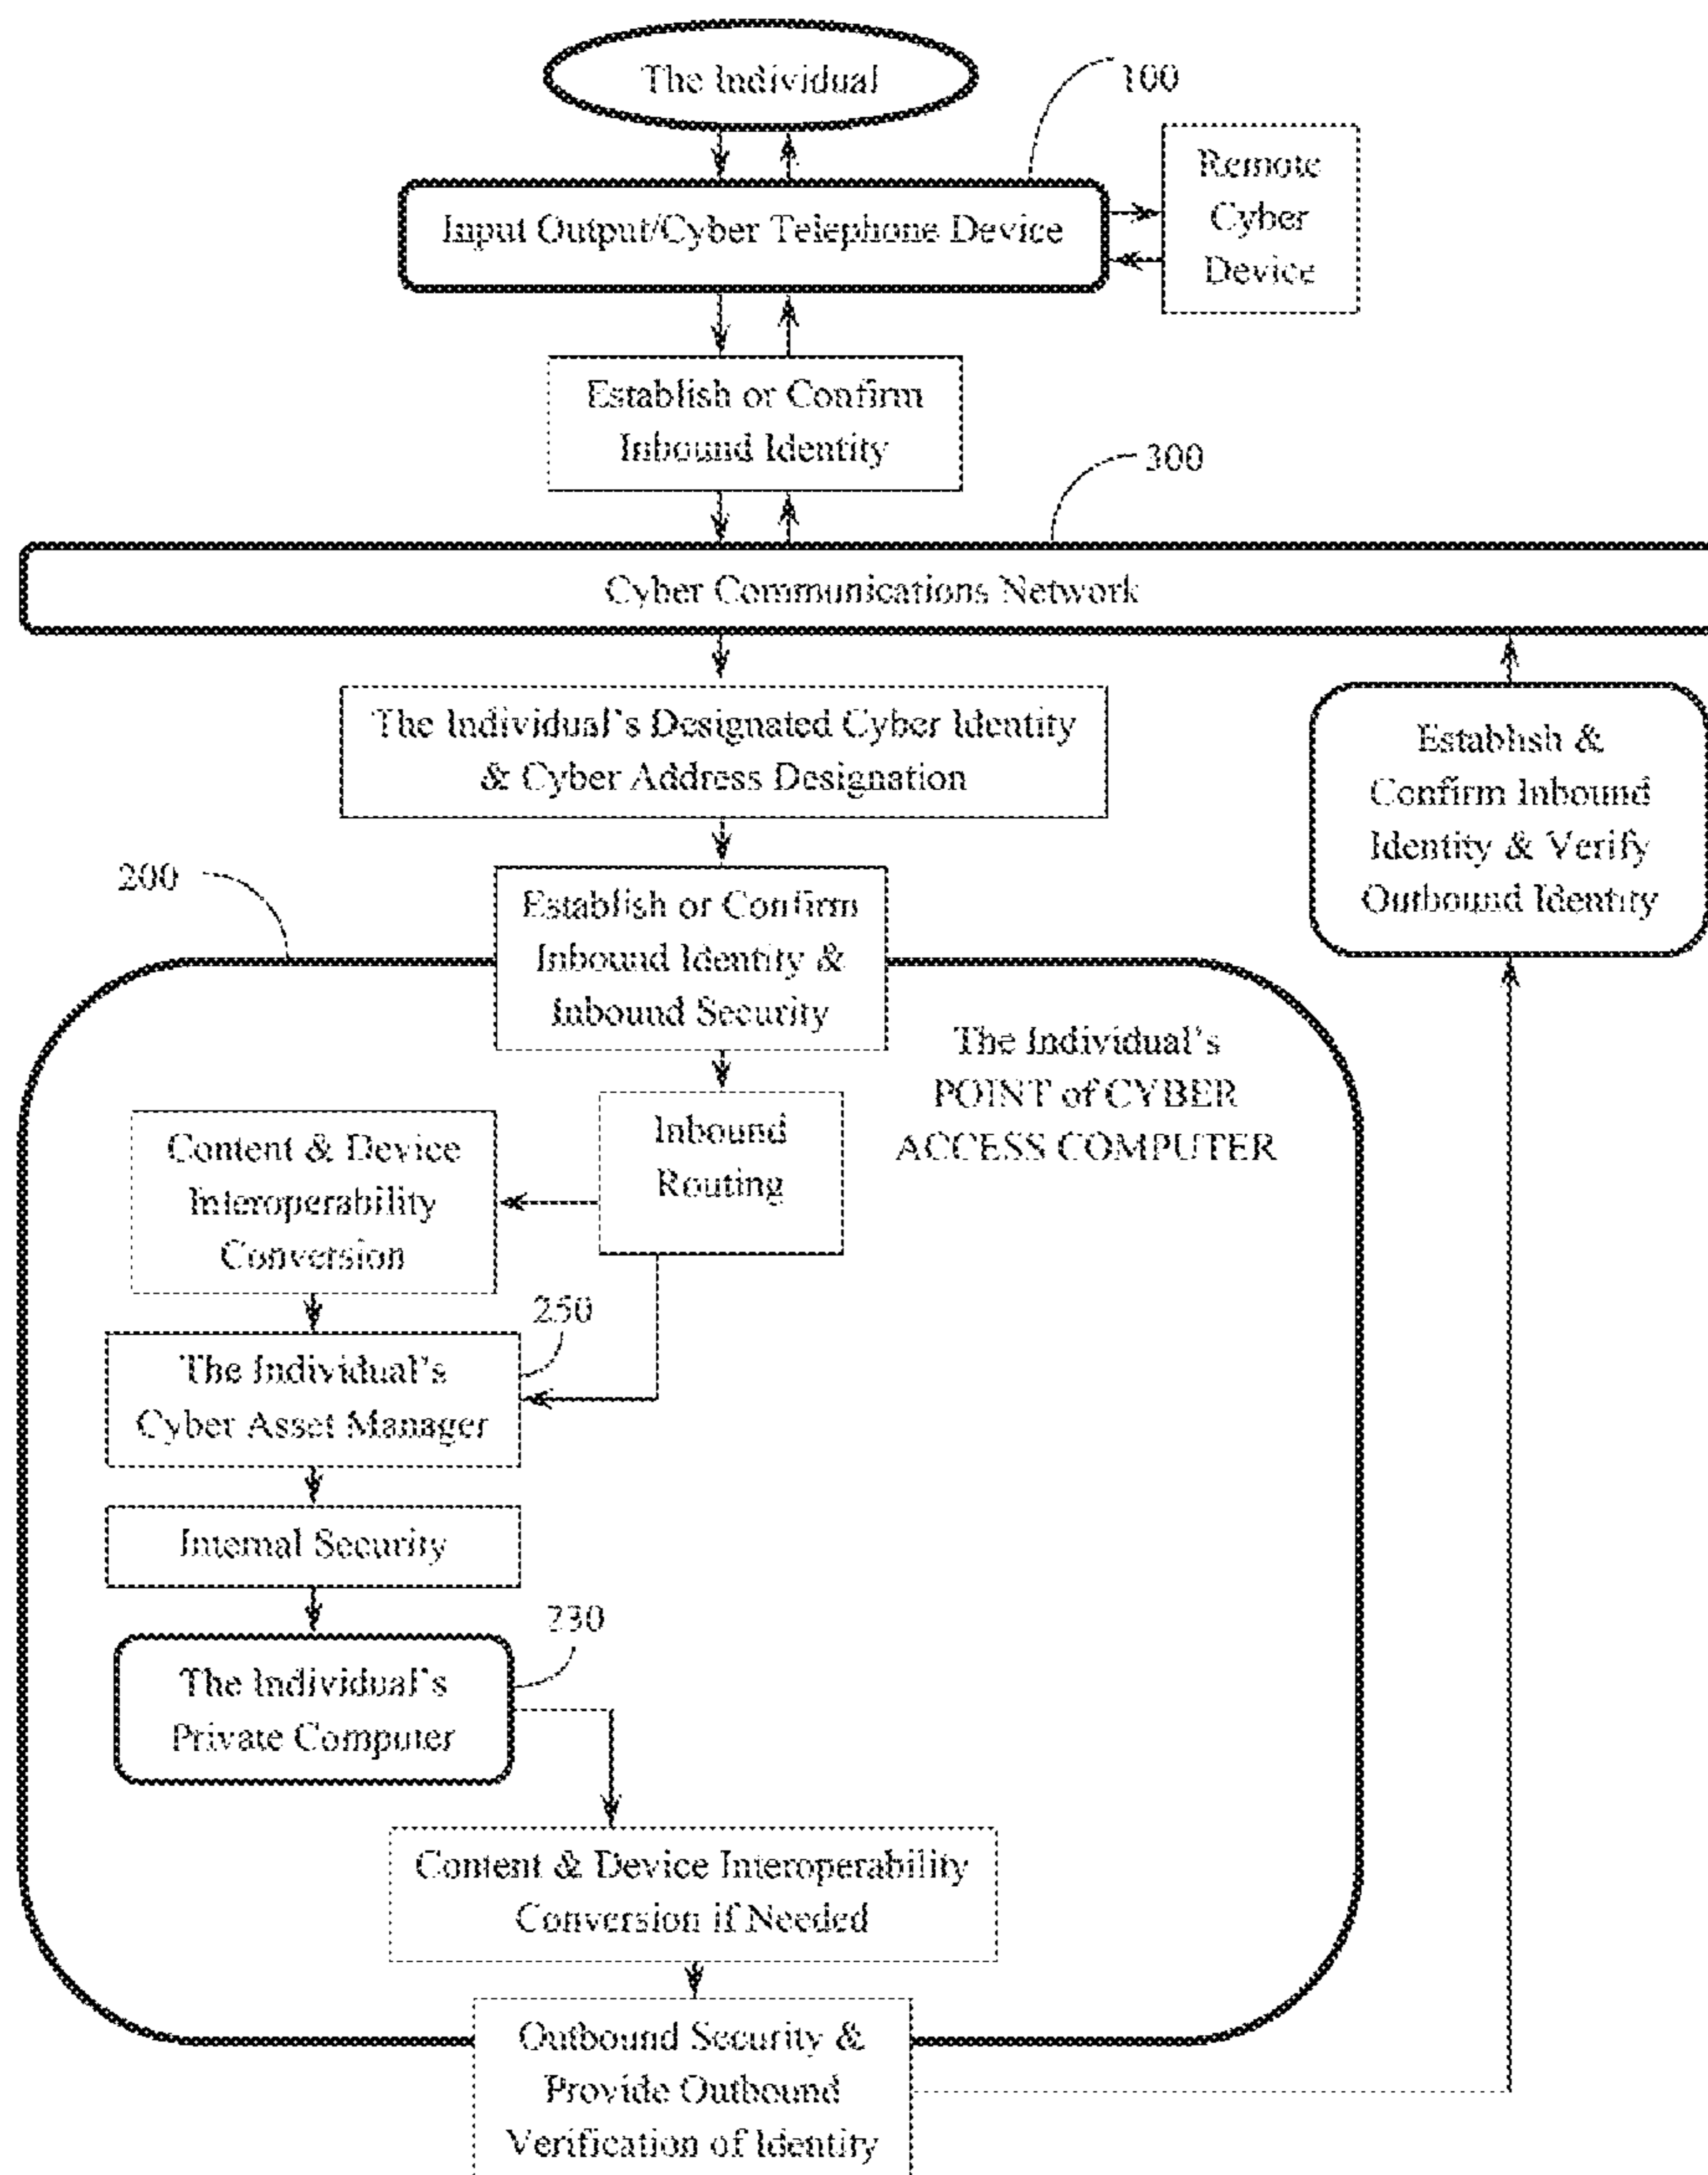 The Individual
100
Input Output/Cyber Telephone Device
Remote
Cyber
Device
Establish or Confirm
Inbound Identity
300
Cyber Communications Network
The Individual's Designated Cyber Identity
& Cyber Address Designation
Establish &
Confirm Inbound
Identity & Verify
Outbound Identity
200
Establish or Confirm
Inbound Identity &
Inbound Security
The Individual's
POINT of CYBER
ACCESS COMPUTER
Inbound
Routing
Content & Device
Interoperability
Conversion
250
The Individual's
Cyber Asset Manager
Internal Security
230
The Individual's
Private Computer
Content & Device Interoperability
Conversion if Needed
Outbound Security &
Provide Outbound
Verification of Identity